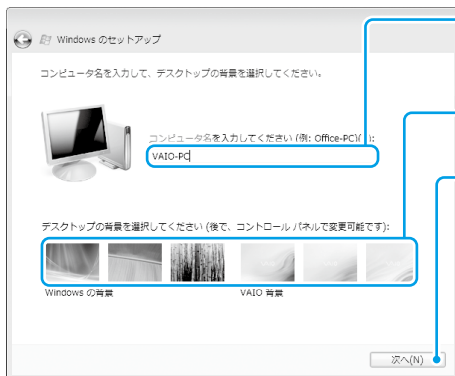 Windows のセットアップ
コンピュータ名を入力して、デスクトップの背景を選択してください。
コンピュータ名を入力してください (例: Office-PC)( ):
VAIO-PC
デスクトップの背景を選択してください (後で、コントロール パネルで変更可能です):
Windows の背景
VAIO 背景
次へ(N)